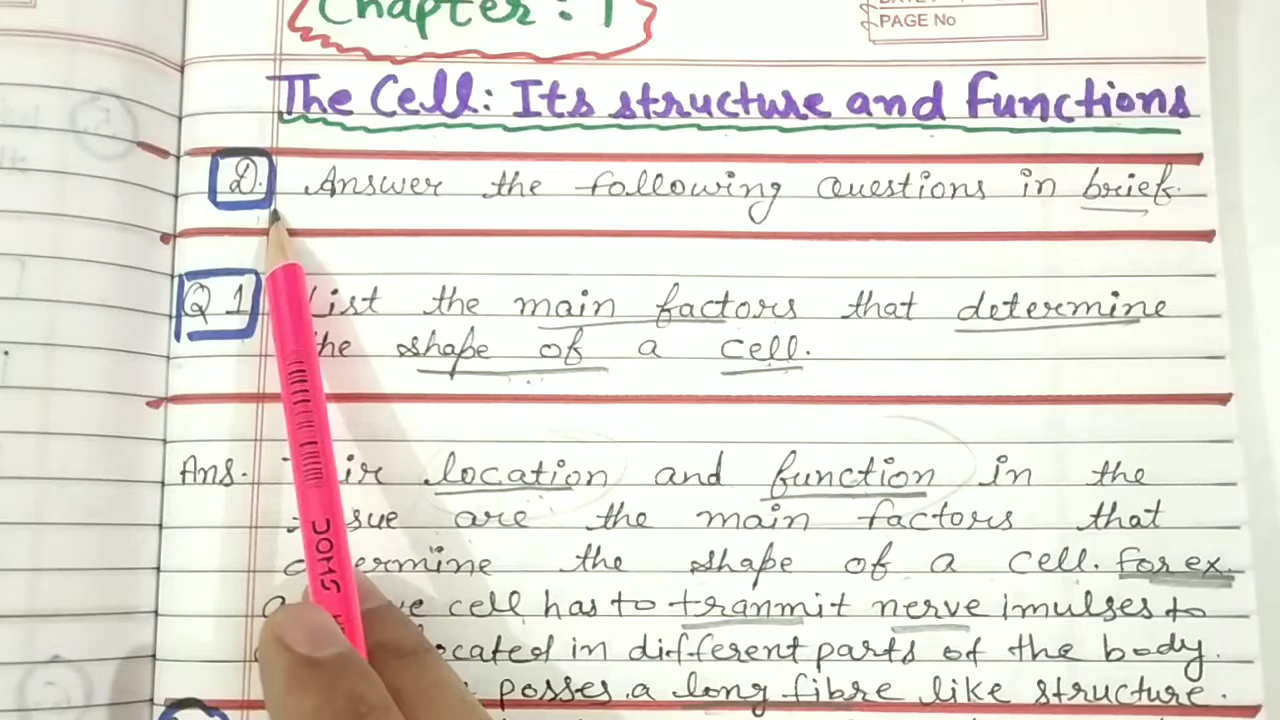 Chapter : 1
PAGE No
The Cell: Its structure and functions
D. Answer the following questions in brief.
Q 1 List the main factors that determine
the shape of a cell.
Ans. location and function in the
are the main factors that
the shape of a cell. For ex.
cell has to tranmit nerve imulses to
in different parts of the body.
posses a long fibre like structure.
DOMS